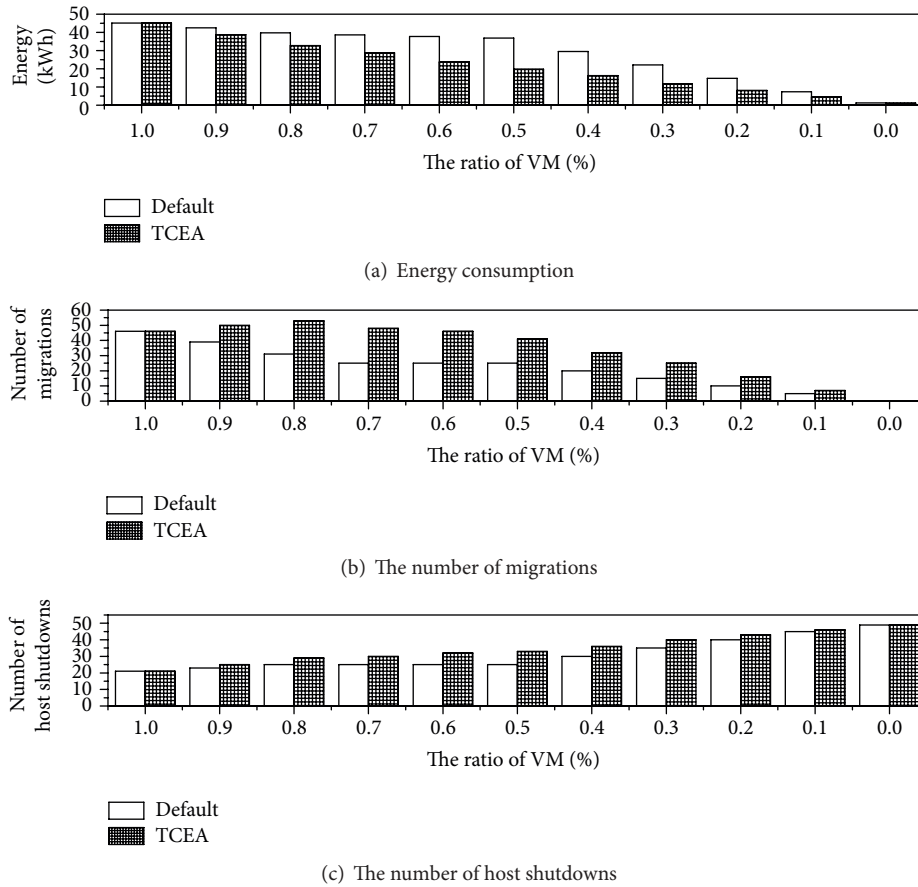 Energy
(kWh)
50
40
30
20
10
0
1.0 0.9 0.8 0.7 0.6 0.5 0.4 0.3 0.2 0.1 0.0
The ratio of VM (%)
Default
TCEA
(a) Energy consumption
Number of
migrations
60
50
40
30
20
10
0
1.0 0.9 0.8 0.7 0.6 0.5 0.4 0.3 0.2 0.1 0.0
The ratio of VM (%)
Default
TCEA
(b) The number of migrations
Number of
host shutdowns
50
40
30
20
10
0
1.0 0.9 0.8 0.7 0.6 0.5 0.4 0.3 0.2 0.1 0.0
The ratio of VM (%)
Default
TCEA
(c) The number of host shutdowns